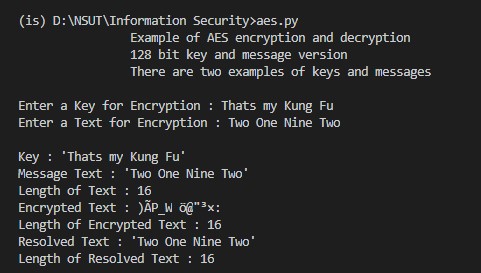 (is) D:\NSUT\Information Security>aes.py
Example of AES encryption and decryption
128 bit key and message version
There are two examples of keys and messages
Enter a Key for Encryption : Thats my Kung Fu
Enter a Text for Encryption : Two One Nine Two
Key : 'Thats my Kung Fu'
Message Text : 'Two One Nine Two'
Length of Text : 16
Encrypted Text : )ÃP_W ö@"³×:
Length of Encrypted Text : 16
Resolved Text : 'Two One Nine Two'
Length of Resolved Text : 16